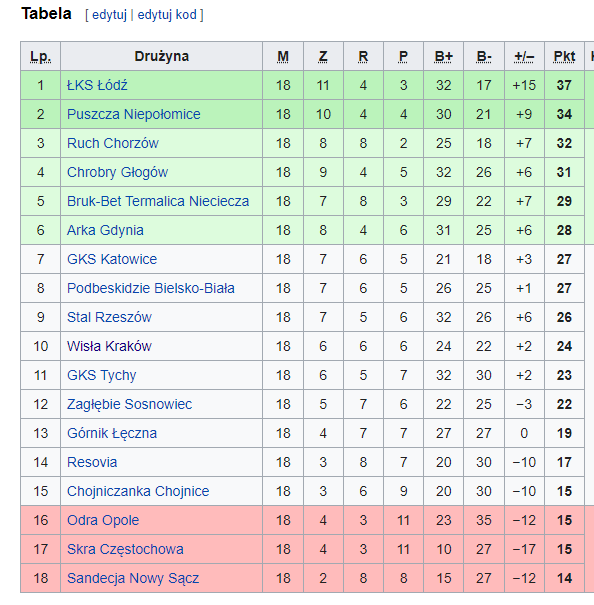 Tabela [ edytuj | edytuj kod ]
Lp. Drużyna M Z R P B+ B- +/− Pkt
1 ŁKS Łódź 18 11 4 3 32 17 +15 37
2 Puszcza Niepołomice 18 10 4 4 30 21 +9 34
3 Ruch Chorzów 18 8 8 2 25 18 +7 32
4 Chrobry Głogów 18 9 4 5 32 26 +6 31
5 Bruk-Bet Termalica Nieciecza 18 7 8 3 29 22 +7 29
6 Arka Gdynia 18 8 4 6 31 25 +6 28
7 GKS Katowice 18 7 6 5 21 18 +3 27
8 Podbeskidzie Bielsko-Biała 18 7 6 5 26 25 +1 27
9 Stal Rzeszów 18 7 5 6 32 26 +6 26
10 Wisła Kraków 18 6 6 6 24 22 +2 24
11 GKS Tychy 18 6 5 7 32 30 +2 23
12 Zagłębie Sosnowiec 18 5 7 6 22 25 −3 22
13 Górnik Łęczna 18 4 7 7 27 27 0 19
14 Resovia 18 3 8 7 20 30 −10 17
15 Chojniczanka Chojnice 18 3 6 9 20 30 −10 15
16 Odra Opole 18 4 3 11 23 35 −12 15
17 Skra Częstochowa 18 4 3 11 10 27 −17 15
18 Sandecja Nowy Sącz 18 2 8 8 15 27 −12 14